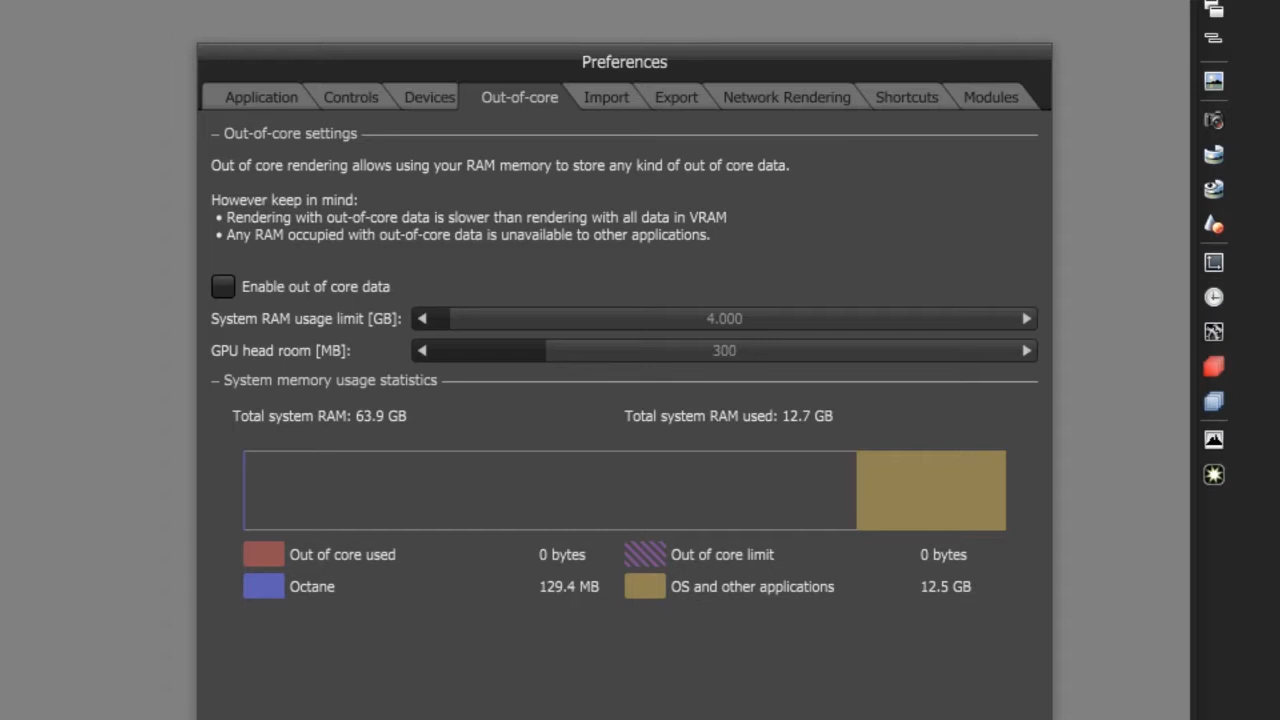 Preferences
Application Controls Devices Out-of-core Import Export Network Rendering Shortcuts Modules
Out-of-core settings
Out of core rendering allows using your RAM memory to store any kind of out of core data.
However keep in mind:
• Rendering with out-of-core data is slower than rendering with all data in VRAM
• Any RAM occupied with out-of-core data is unavailable to other applications.
Enable out of core data
System RAM usage limit [GB]: 4.000
GPU head room [MB]: 300
System memory usage statistics
Total system RAM: 63.9 GB Total system RAM used: 12.7 GB
Out of core used 0 bytes Out of core limit 0 bytes
Octane 129.4 MB OS and other applications 12.5 GB